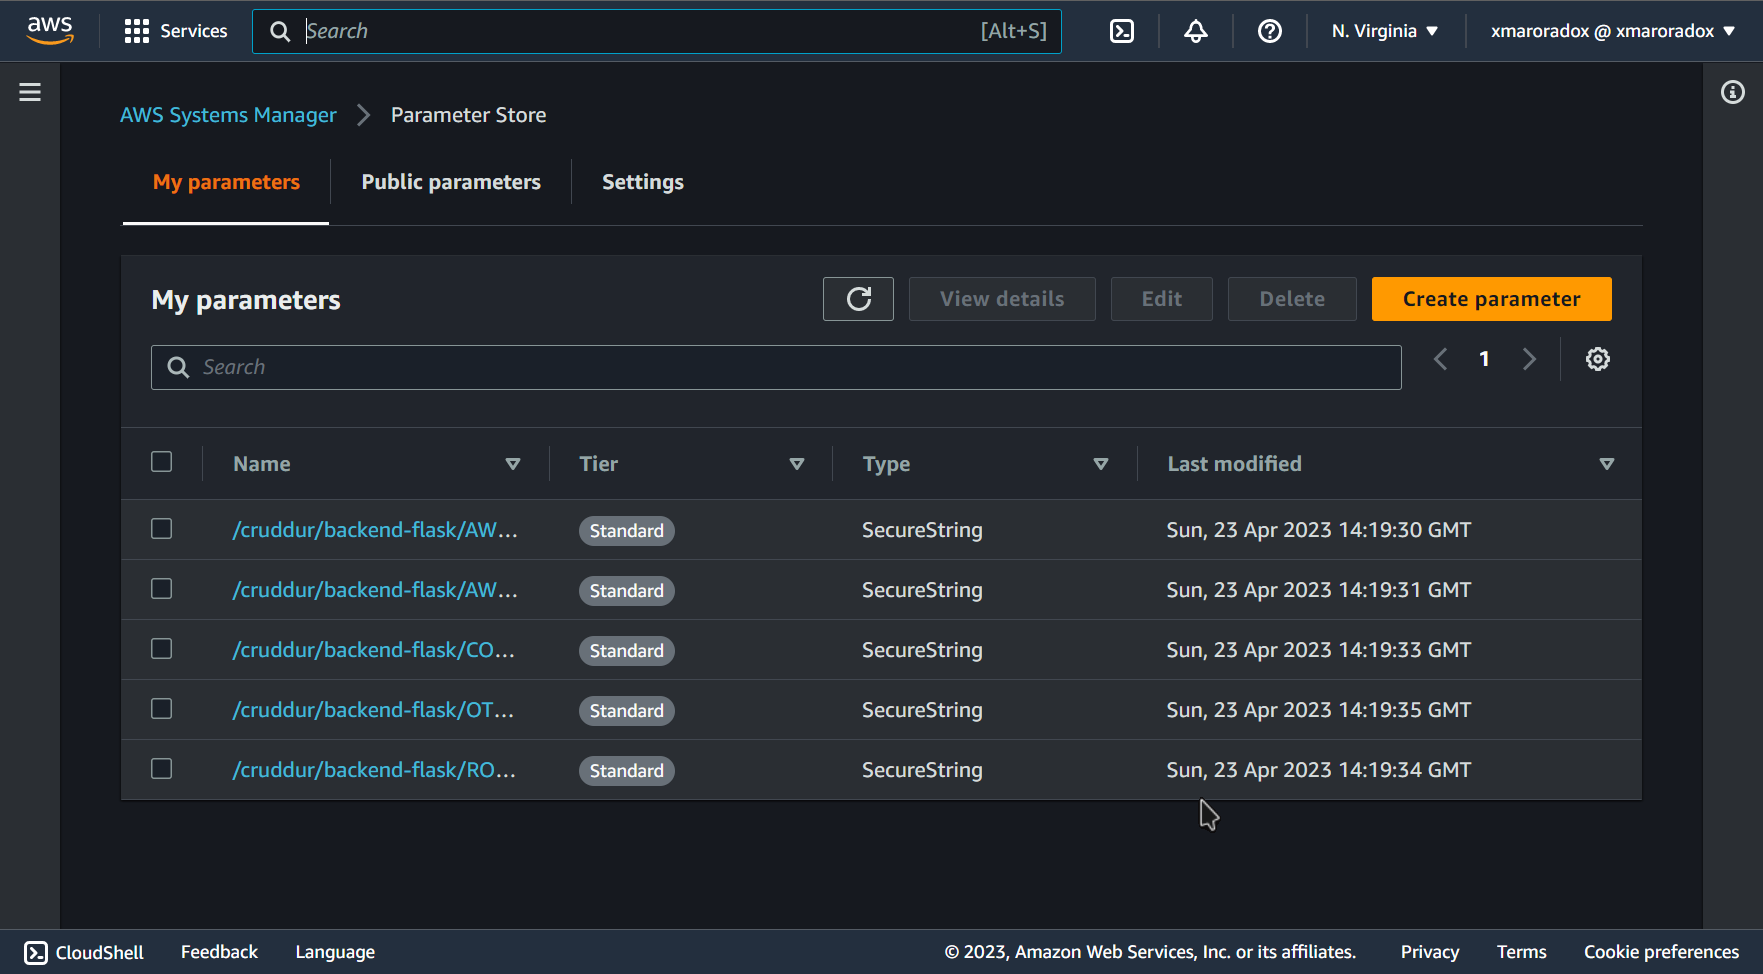 aws Services Search [Alt+S] N. Virginia ▼ xmaroradox @ xmaroradox ▼
AWS Systems Manager > Parameter Store
My parameters Public parameters Settings
My parameters View details Edit Delete Create parameter
Search 1
Name Tier Type Last modified
/cruddur/backend-flask/AW... Standard SecureString Sun, 23 Apr 2023 14:19:30 GMT
/cruddur/backend-flask/AW... Standard SecureString Sun, 23 Apr 2023 14:19:31 GMT
/cruddur/backend-flask/CO... Standard SecureString Sun, 23 Apr 2023 14:19:33 GMT
/cruddur/backend-flask/OT... Standard SecureString Sun, 23 Apr 2023 14:19:35 GMT
/cruddur/backend-flask/RO... Standard SecureString Sun, 23 Apr 2023 14:19:34 GMT
CloudShell Feedback Language © 2023, Amazon Web Services, Inc. or its affiliates. Privacy Terms Cookie preferences